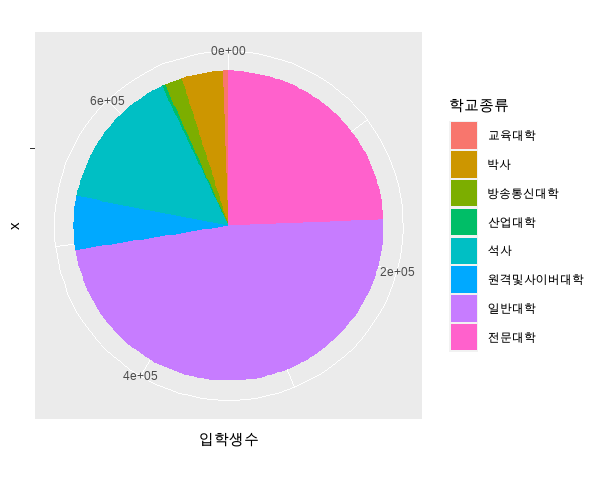 0e+00
6e+05
2e+05
4e+05
x
입학생수
학교종류
교육대학
박사
방송통신대학
산업대학
석사
원격및사이버대학
일반대학
전문대학